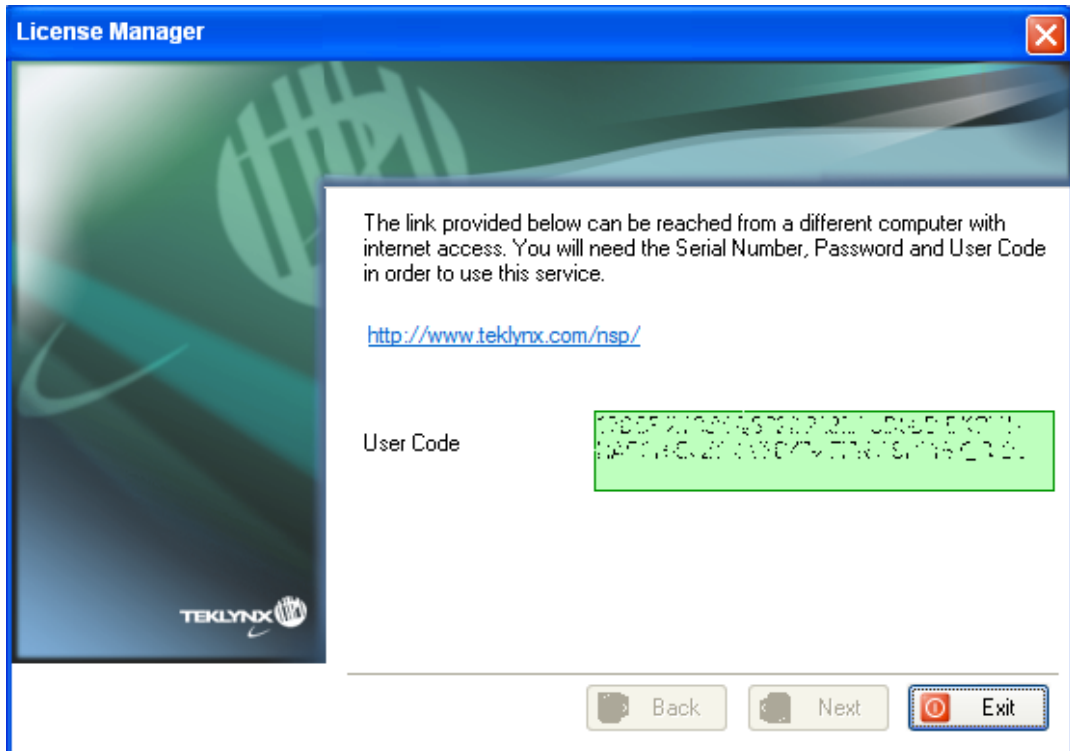 License Manager
The link provided below can be reached from a different computer with
internet access. You will need the Serial Number, Password and User Code
in order to use this service.
http://www.teklynx.com/nsp/
User Code
TEKLYNX
Back
Next
Exit